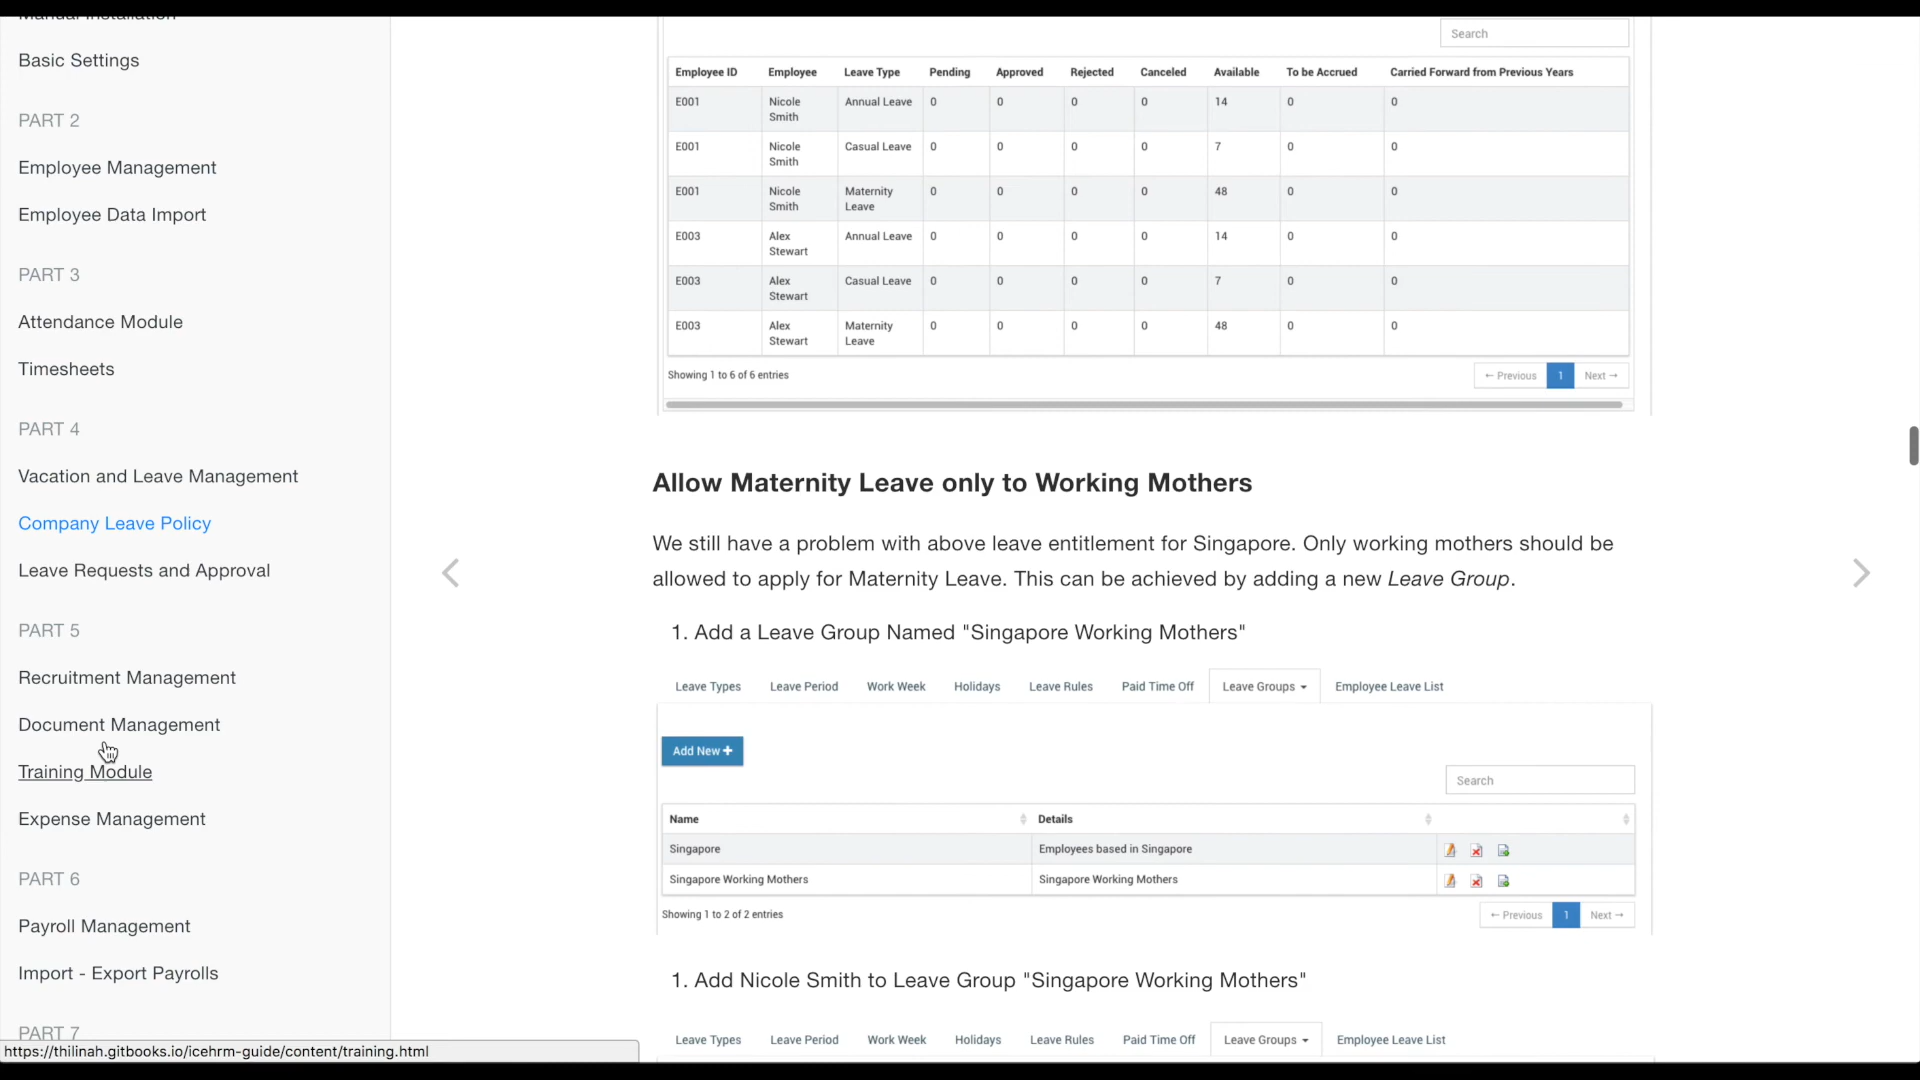 Manual Installation
Basic Settings
PART 2
Employee Management
Employee Data Import
PART 3
Attendance Module
Timesheets
PART 4
Vacation and Leave Management
Company Leave Policy
Leave Requests and Approval
PART 5
Recruitment Management
Document Management
Training Module
Expense Management
PART 6
Payroll Management
Import - Export Payrolls
PART 7
https://thilinah.gitbooks.io/icehrm-guide/content/training.html
Search
Employee ID Employee Leave Type Pending Approved Rejected Canceled Available To be Accrued Carried Forward from Previous Years
E001 Nicole Smith Annual Leave 0 0 0 0 14 0 0
E001 Nicole Smith Casual Leave 0 0 0 0 7 0 0
E001 Nicole Smith Maternity Leave 0 0 0 0 48 0 0
E003 Alex Stewart Annual Leave 0 0 0 0 14 0 0
E003 Alex Stewart Casual Leave 0 0 0 0 7 0 0
E003 Alex Stewart Maternity Leave 0 0 0 0 48 0 0
Showing 1 to 6 of 6 entries
← Previous 1 Next →
Allow Maternity Leave only to Working Mothers
We still have a problem with above leave entitlement for Singapore. Only working mothers should be
allowed to apply for Maternity Leave. This can be achieved by adding a new Leave Group.
1. Add a Leave Group Named "Singapore Working Mothers"
Leave Types Leave Period Work Week Holidays Leave Rules Paid Time Off Leave Groups Employee Leave List
Add New +
Search
Name Details
Singapore Employees based in Singapore
Singapore Working Mothers Singapore Working Mothers
Showing 1 to 2 of 2 entries
← Previous 1 Next →
1. Add Nicole Smith to Leave Group "Singapore Working Mothers"
Leave Types Leave Period Work Week Holidays Leave Rules Paid Time Off Leave Groups Employee Leave List